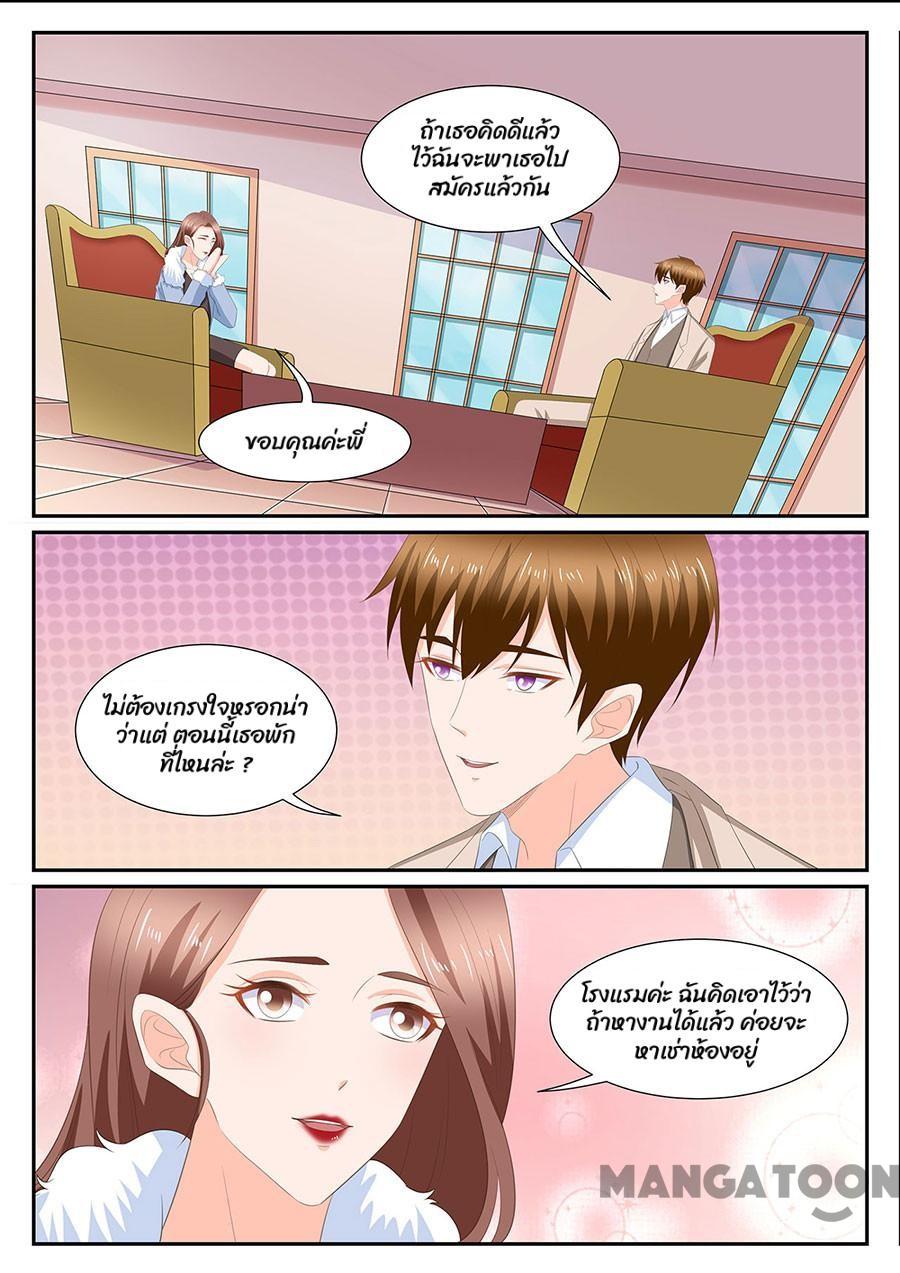 ถ้าเธอคิดดีแล้ว
ไว้ฉันจะพาเธอไป
สมัครแล้วกัน
ขอบคุณค่ะพี่
ไม่ต้องเกรงใจหรอกน่า
ว่าแต่ ตอนนี้เธอพัก
ที่ไหนล่ะ ?
โรงแรมค่ะ ฉันคิดเอาไว้ว่า
ถ้าหางานได้แล้ว ค่อยจะ
หาเช่าห้องอยู่
MANGATOON